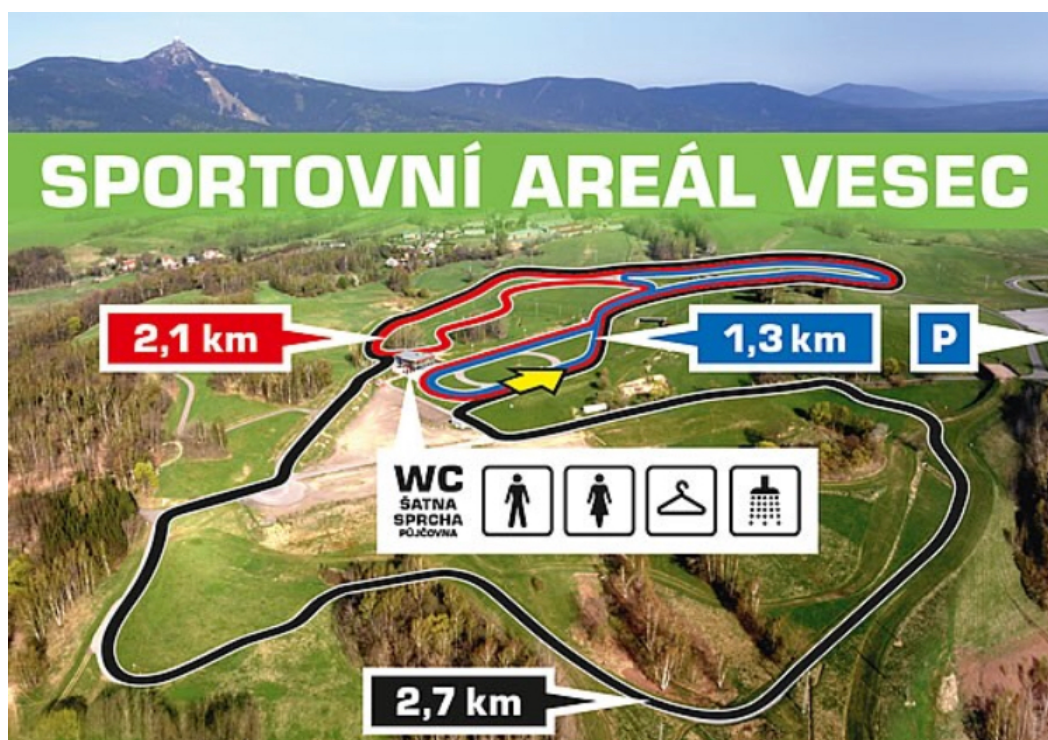 SPORTOVNÍ AREÁL VESEC
2,1 km
1,3 km
P
WC
ŠATNA
SPRCHA
PŮJČOVNA
2,7 km